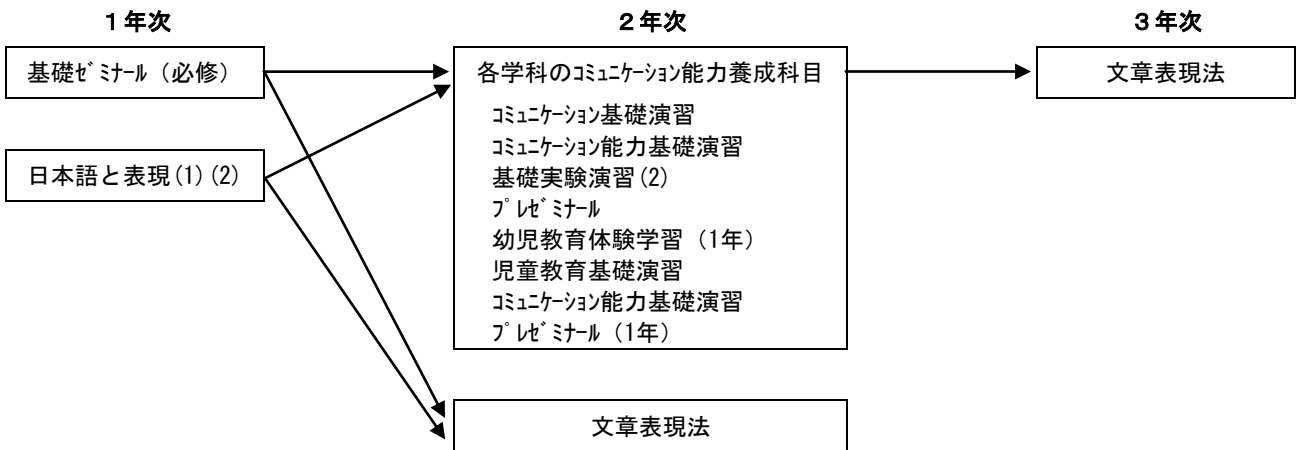 １年次
２年次
３年次
基礎ｾﾞﾐﾅｰﾙ（必修）
日本語と表現(1)(2)
各学科のｺﾐｭﾆｹｰｼｮﾝ能力養成科目
ｺﾐｭﾆｹｰｼｮﾝ基礎演習
ｺﾐｭﾆｹｰｼｮﾝ能力基礎演習
基礎実験演習(2)
ﾌﾟﾚｾﾞﾐﾅｰﾙ
幼児教育体験学習（1年）
児童教育基礎演習
ｺﾐｭﾆｹｰｼｮﾝ能力基礎演習
ﾌﾟﾚｾﾞﾐﾅｰﾙ（1年）
文章表現法
文章表現法